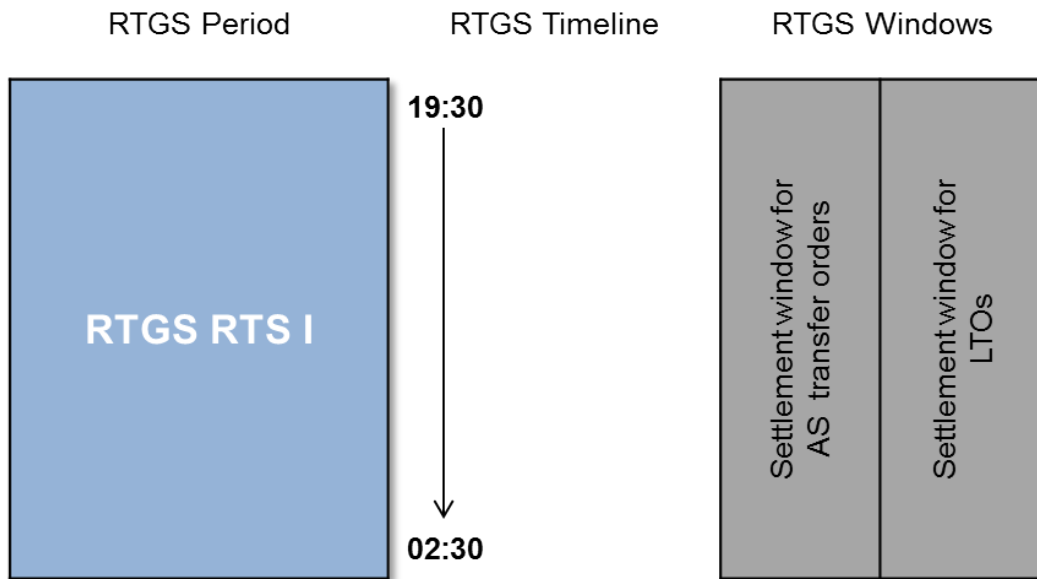 RTGS Period
RTGS Timeline
RTGS Windows
19:30
RTGS RTS I
Settlement window for
AS transfer orders
Settlement window for
LTOs
02:30